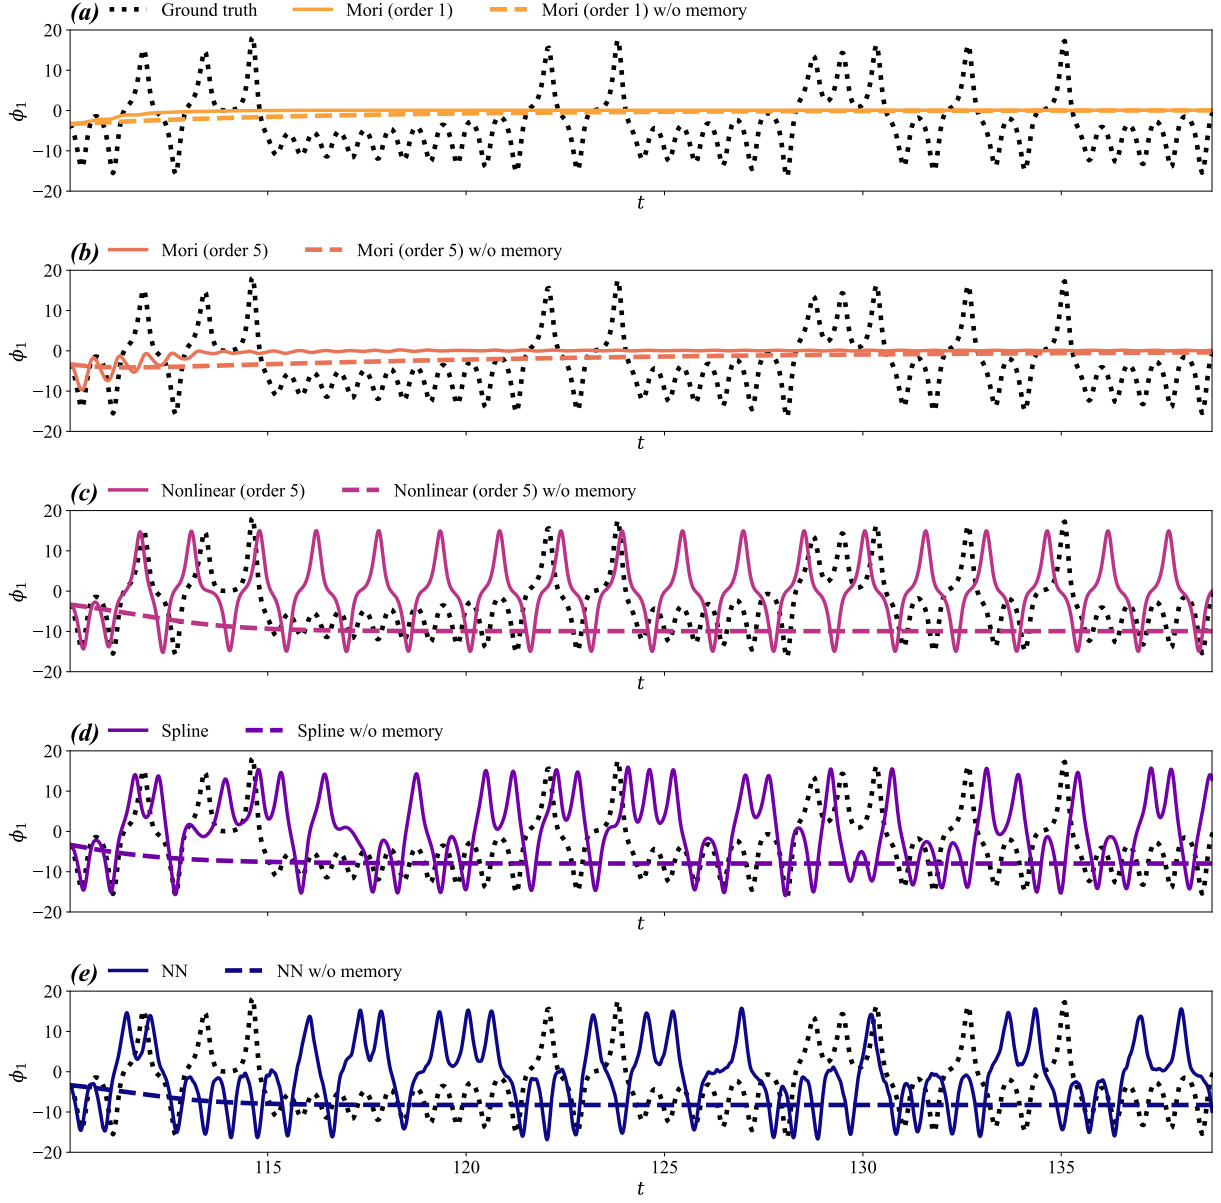 (a) Ground truth Mori (order 1) Mori (order 1) w/o memory
20
10
0
−10
−20
ϕ1
t
(b) Mori (order 5) Mori (order 5) w/o memory
20
10
0
−10
−20
ϕ1
t
(c) Nonlinear (order 5) Nonlinear (order 5) w/o memory
20
10
0
−10
−20
ϕ1
t
(d) Spline Spline w/o memory
20
10
0
−10
−20
ϕ1
t
(e) NN NN w/o memory
20
10
0
−10
−20
ϕ1
115 120 125 130 135
t